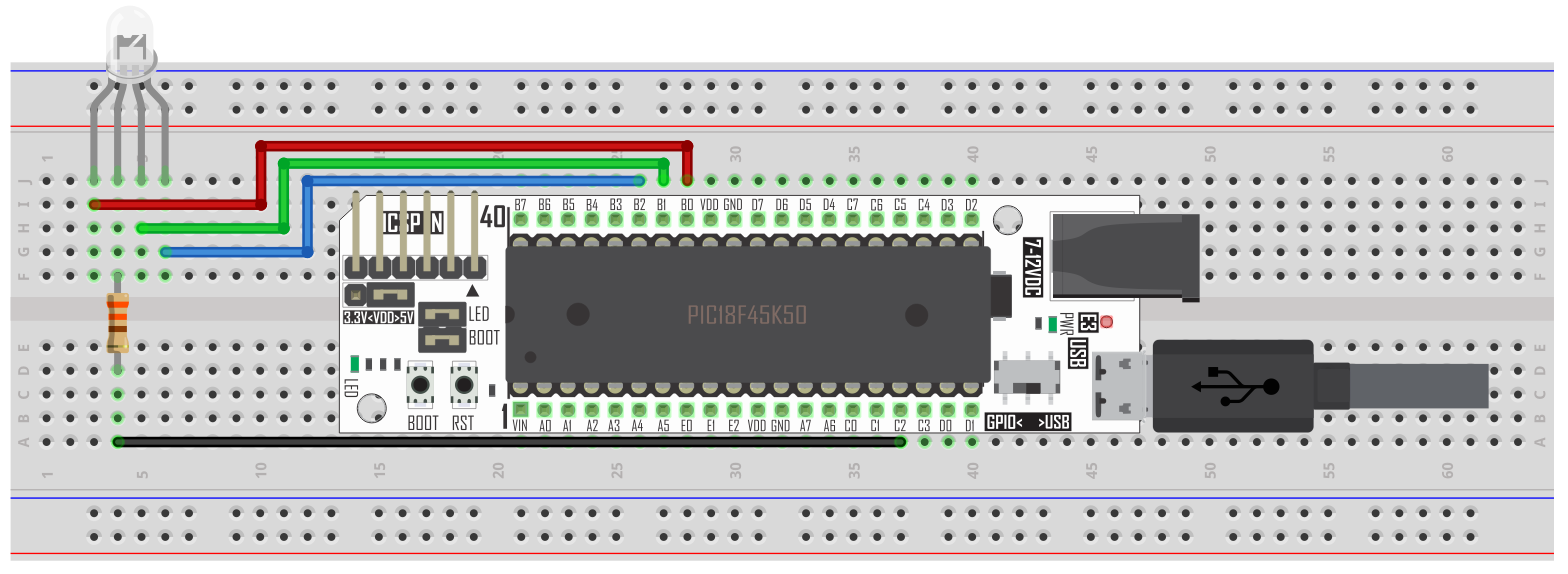 1 5 10 15 20 25 30 35 40 45 50 55 60
J J
I I
H H
G G
F F
ICSP EN
40
B7 B6 B5 B4 B3 B2 B1 B0 VDD GND D7 D6 D5 D4 C7 C6 C5 C4 D3 D2
7-12VDC
3.3V<VDD>5V
LED
BOOT
PIC18F45K50
PWR
USB
LED
BOOT RST
1
VIN A0 A1 A2 A3 A4 A5 E0 E1 E2 VDD GND A7 A6 C0 C1 C2 C3 D0 D1
GPIO< >USB
E E
D D
C C
B B
A A
1 5 10 15 20 25 30 35 40 45 50 55 60